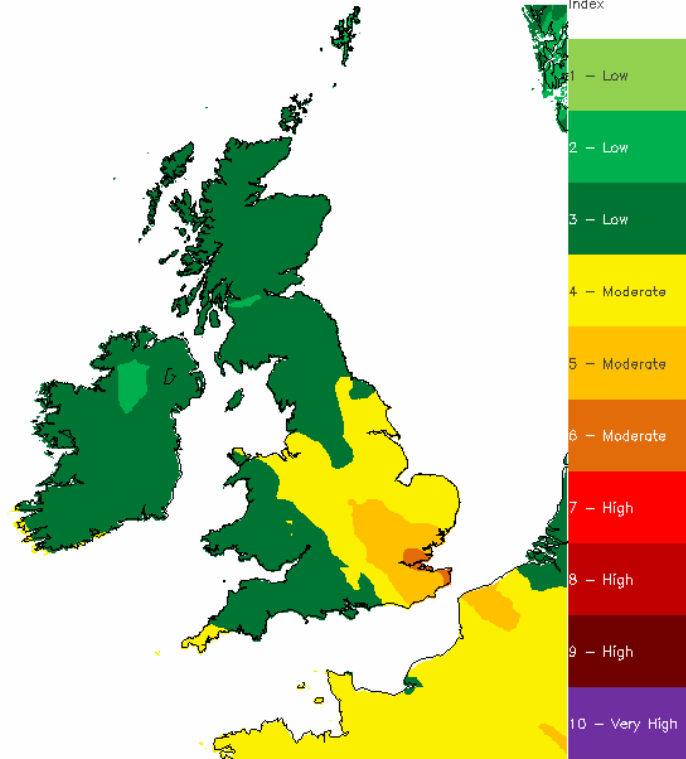 Index
1 – Low
2 – Low
3 – Low
4 – Moderate
5 – Moderate
6 – Moderate
7 – High
8 – High
9 – High
10 – Very High